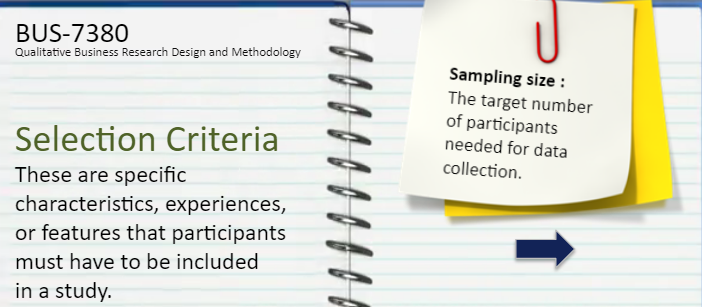 BUS-7380
Qualitative Business Research Design and Methodology
Selection Criteria
These are specific
characteristics, experiences,
or features that participants
must have to be included
in a study.
Sampling size :
The target number
of participants
needed for data
collection.